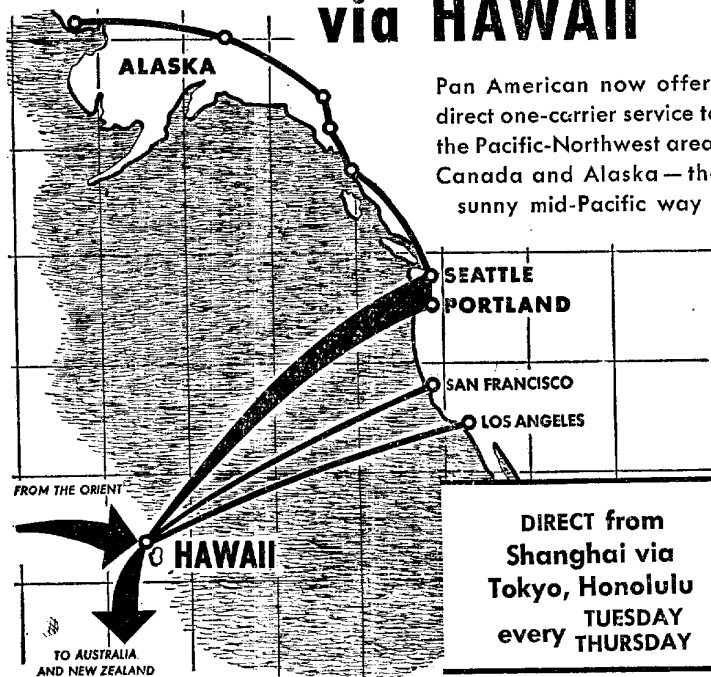 via HAWAII
Pan American now offer
direct one-carrier service to
the Pacific-Northwest area
Canada and Alaska — the
sunny mid-Pacific way
ALASKA
SEATTLE
PORTLAND
SAN FRANCISCO
LOS ANGELES
FROM THE ORIENT
HAWAII
TO AUSTRALIA
AND NEW ZEALAND
DIRECT from
Shanghai via
Tokyo, Honolulu
every TUESDAY
THURSDAY